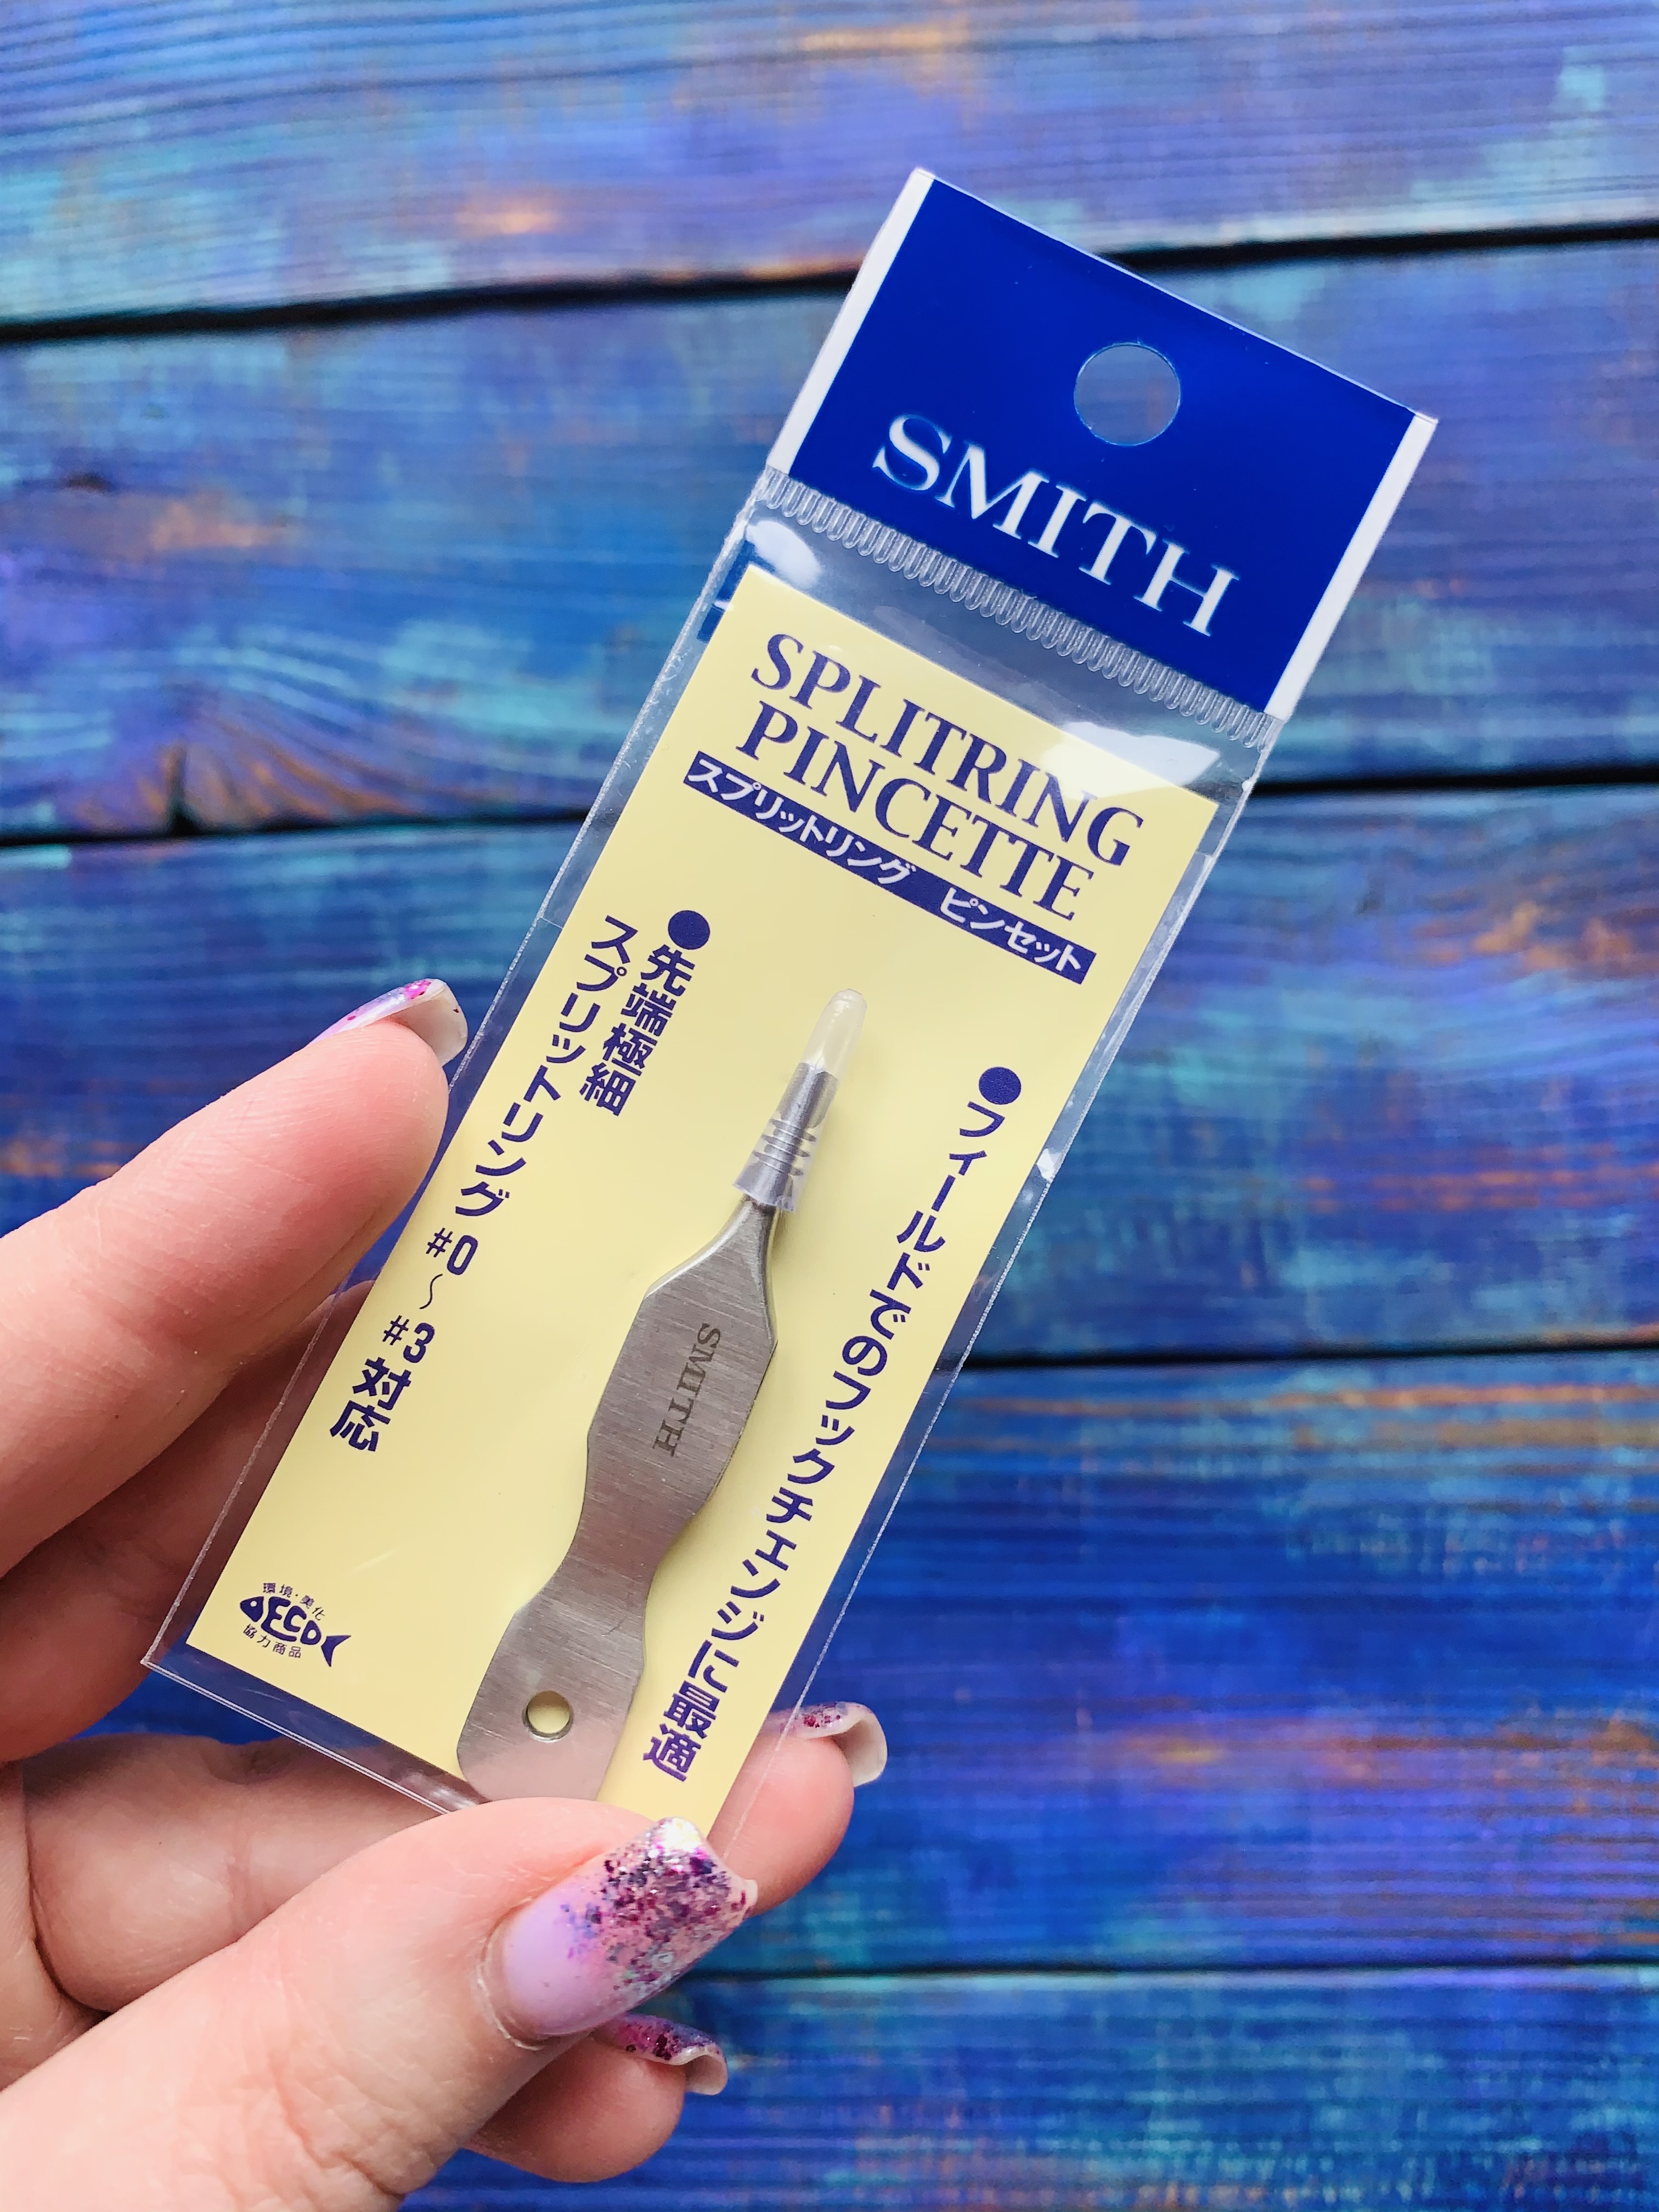 SMITH
SPLITRING
PINCETTE
スプリットリング ピンセット
●フィールドでのフックチェンジに最適
●先端極細
スプリットリング#0〜#3対応
SMITH
環境・美化
ECO
協力商品